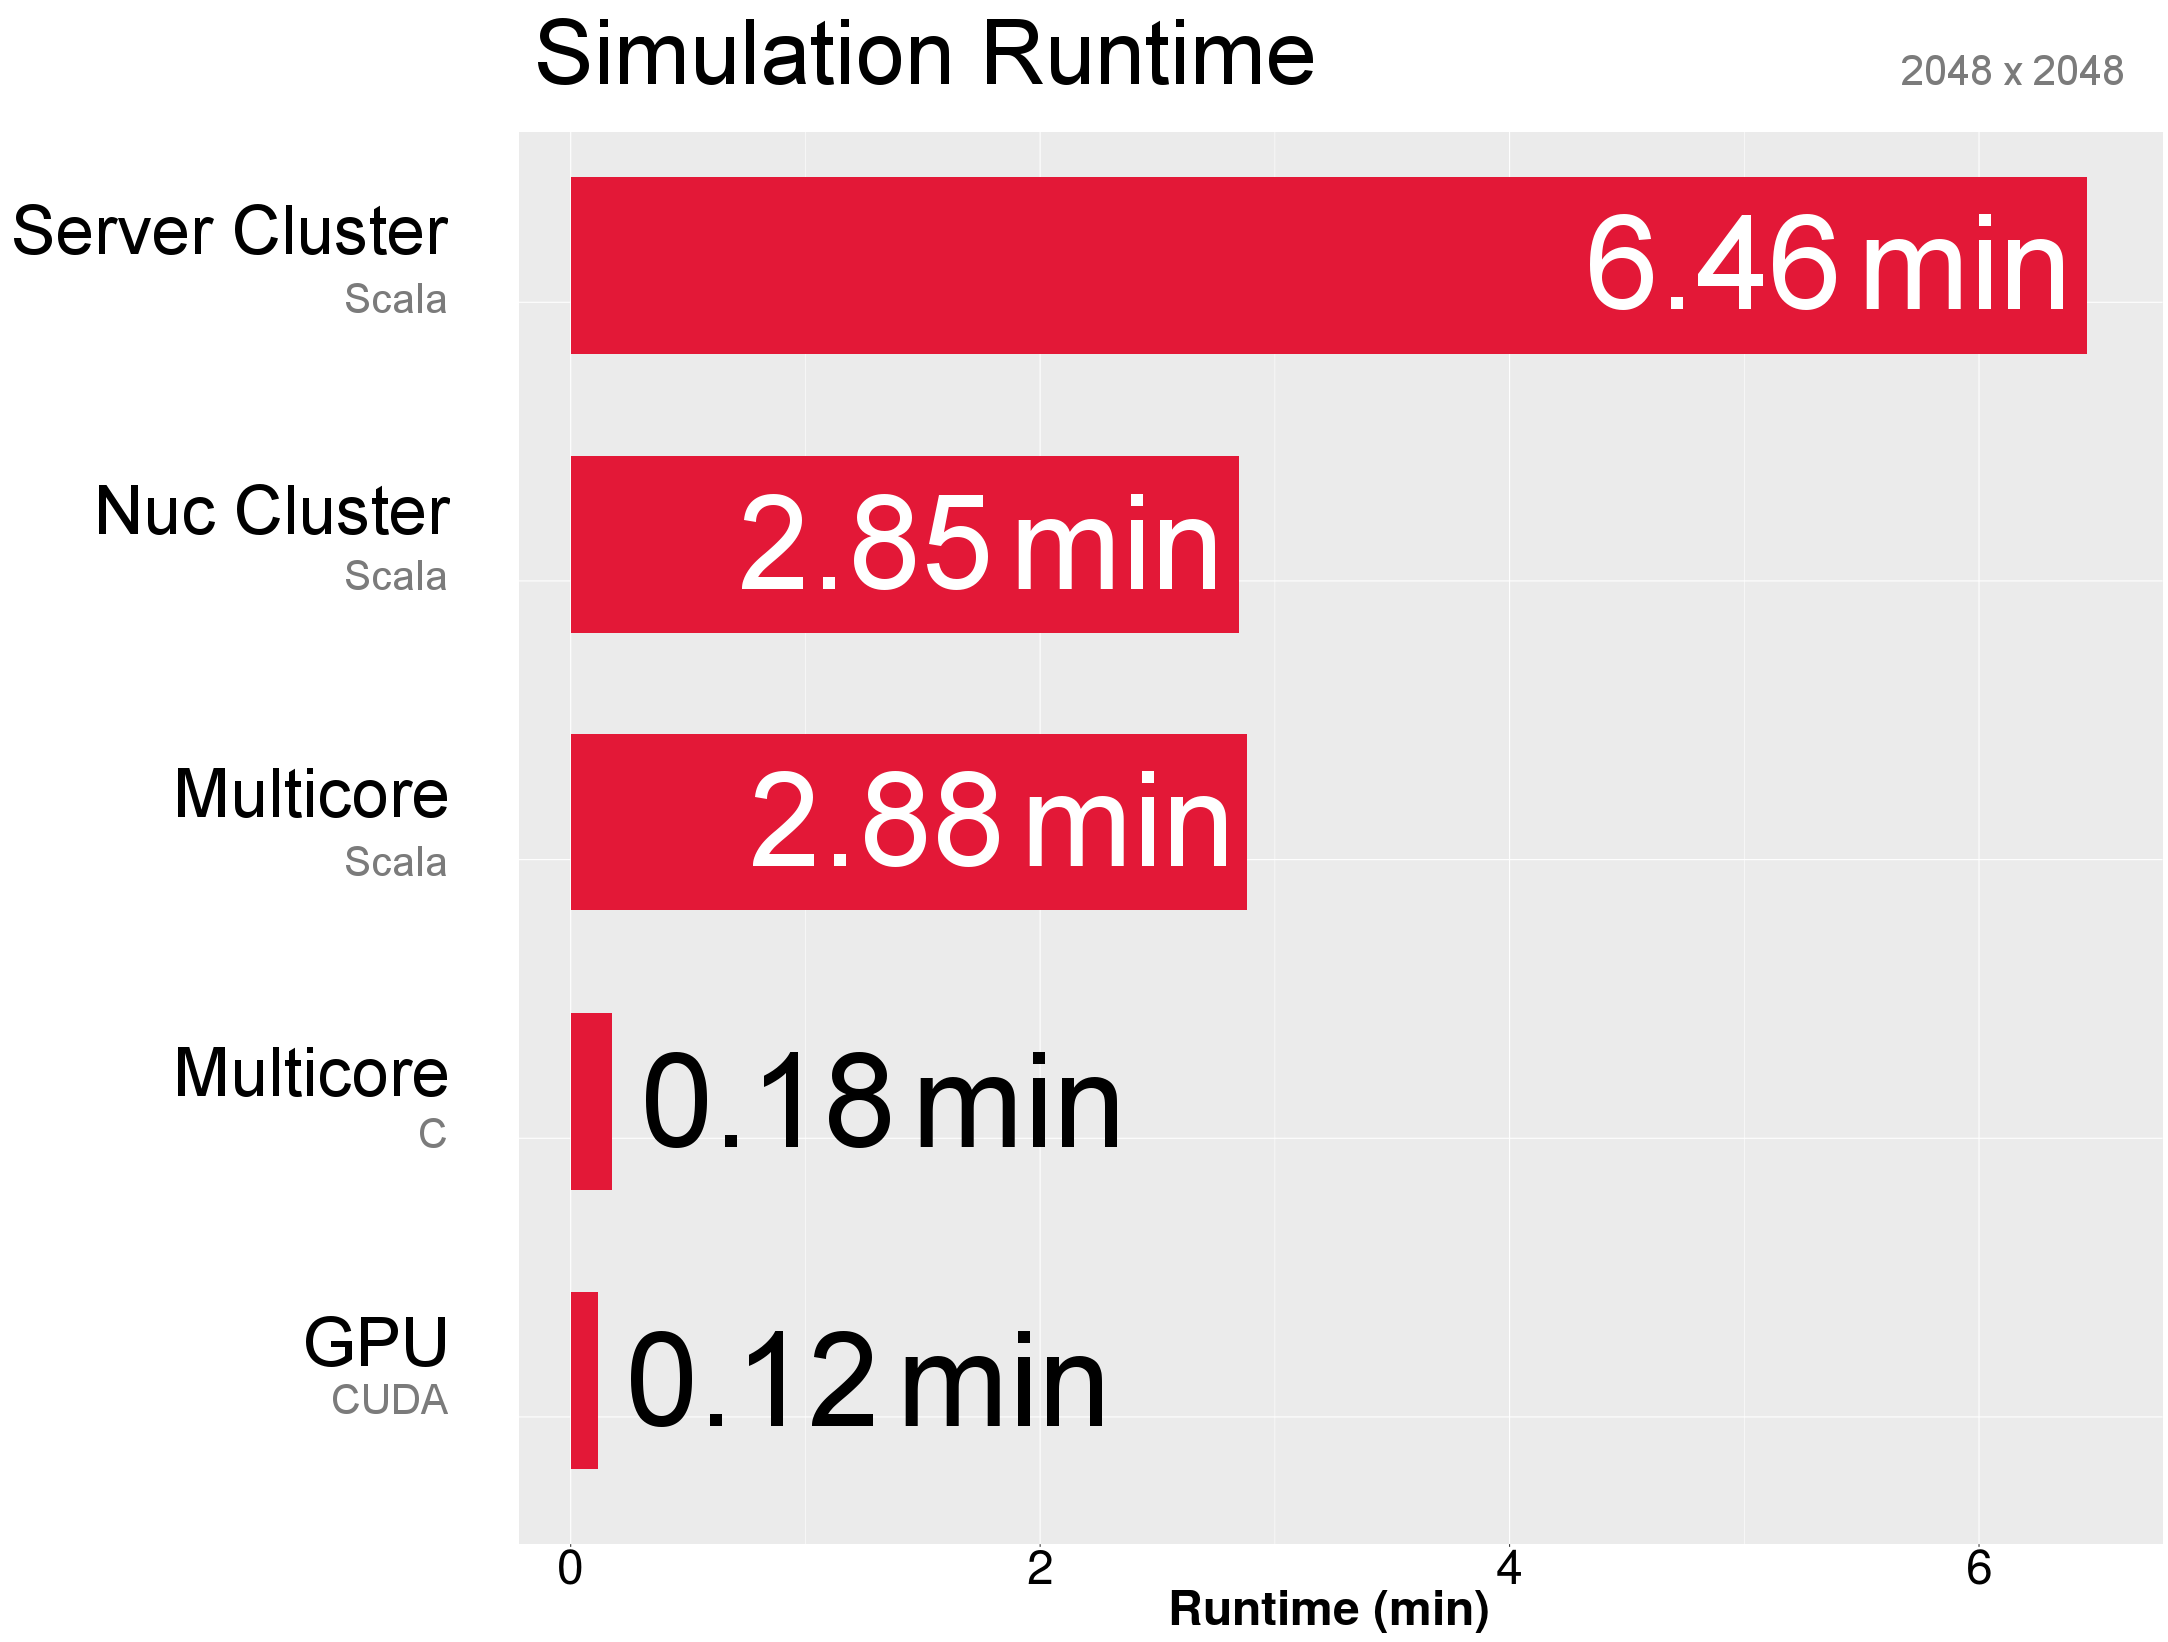 Simulation Runtime
2048 x 2048
Server Cluster
Scala
6.46 min
Nuc Cluster
Scala
2.85 min
Multicore
Scala
2.88 min
Multicore
C
0.18 min
GPU
CUDA
0.12 min
0 2 4 6
Runtime (min)